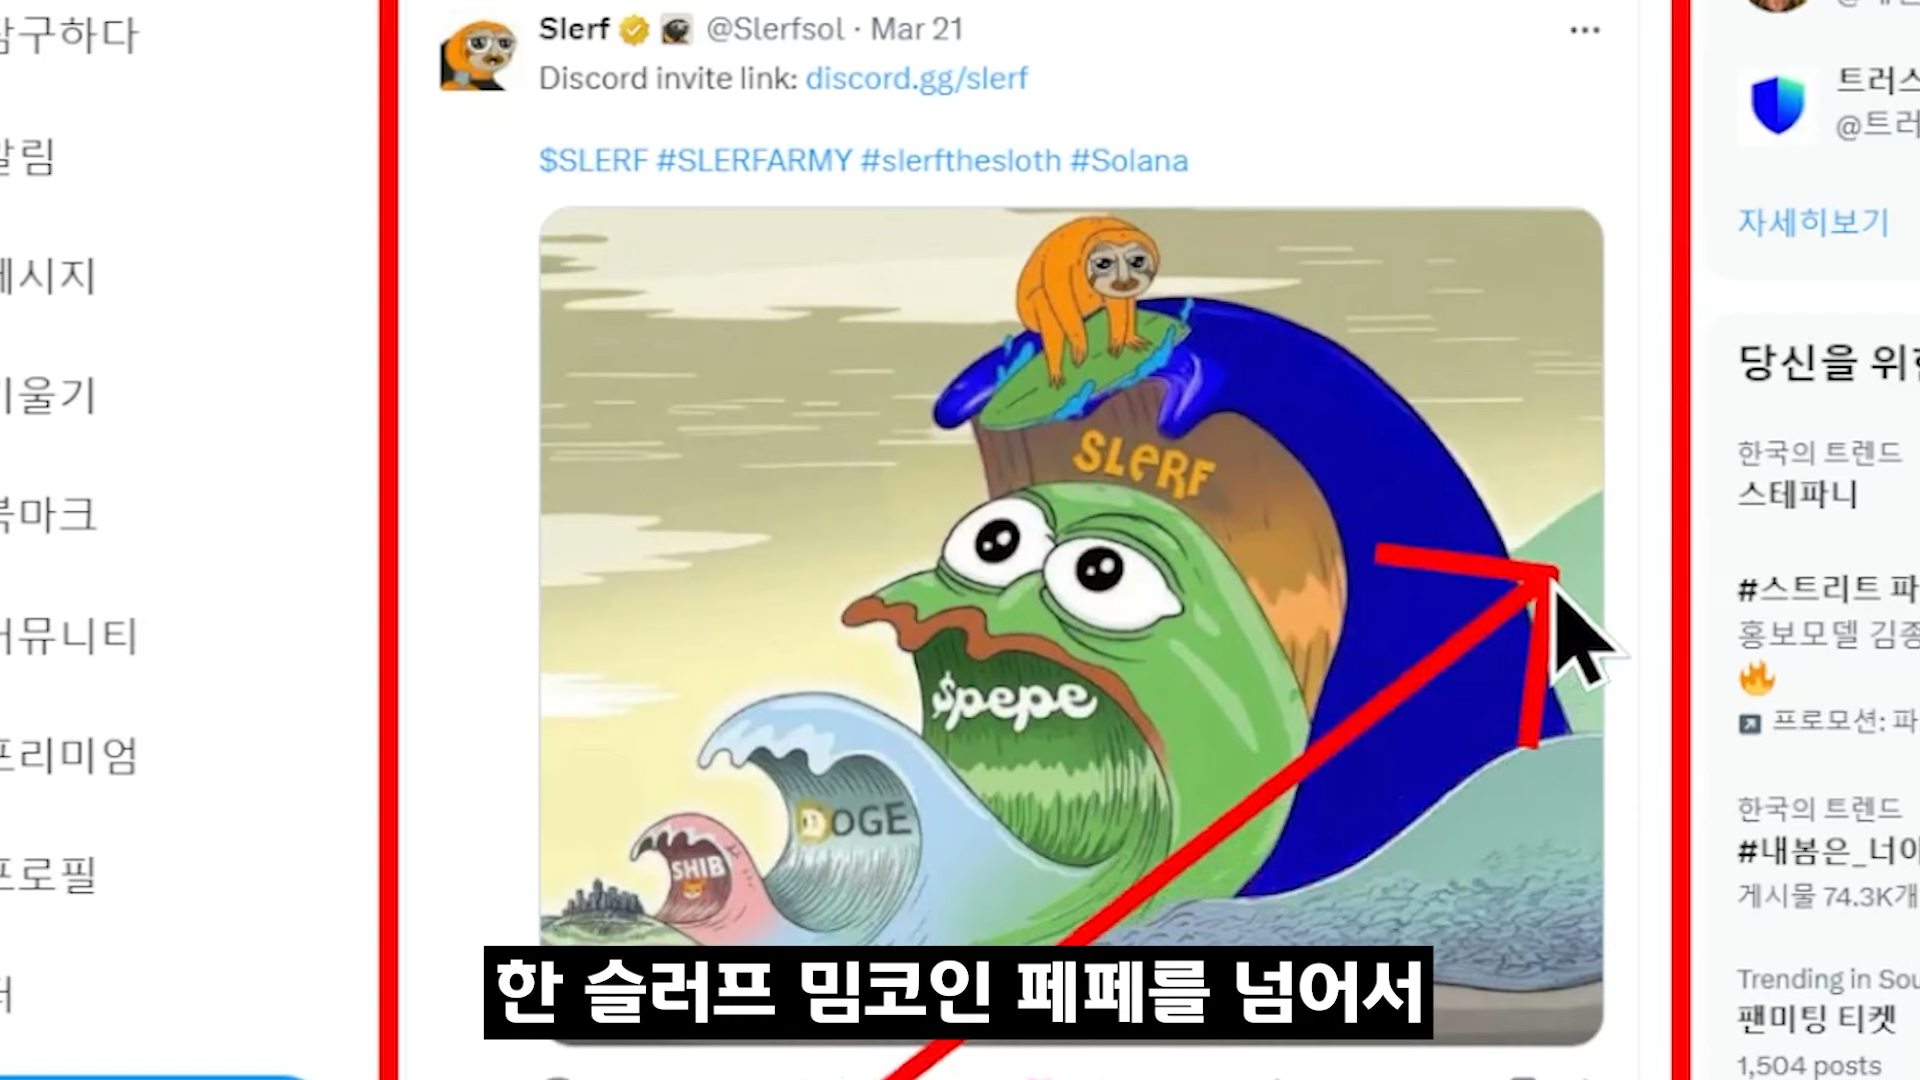 Slerf @Slerfsol · Mar 21
Discord invite link: discord.gg/slerf
$SLERF #SLERFARMY #slerfthesloth #Solana
SLERF
$pepe
DOGE
SHIB
한 슬러프 밈코인 페페를 넘어서
구하다
알림
메시지
기울기
북마크
커뮤니티
프리미엄
프로필
트러스
@트러
자세히보기
당신을 위한
한국의 트렌드
스테파니
#스트리트 파
홍보모델 김종
프로모션: 파
한국의 트렌드
#내봄은_너야
게시물 74.3K개
Trending in Sou
팬미팅 티켓
1,504 posts